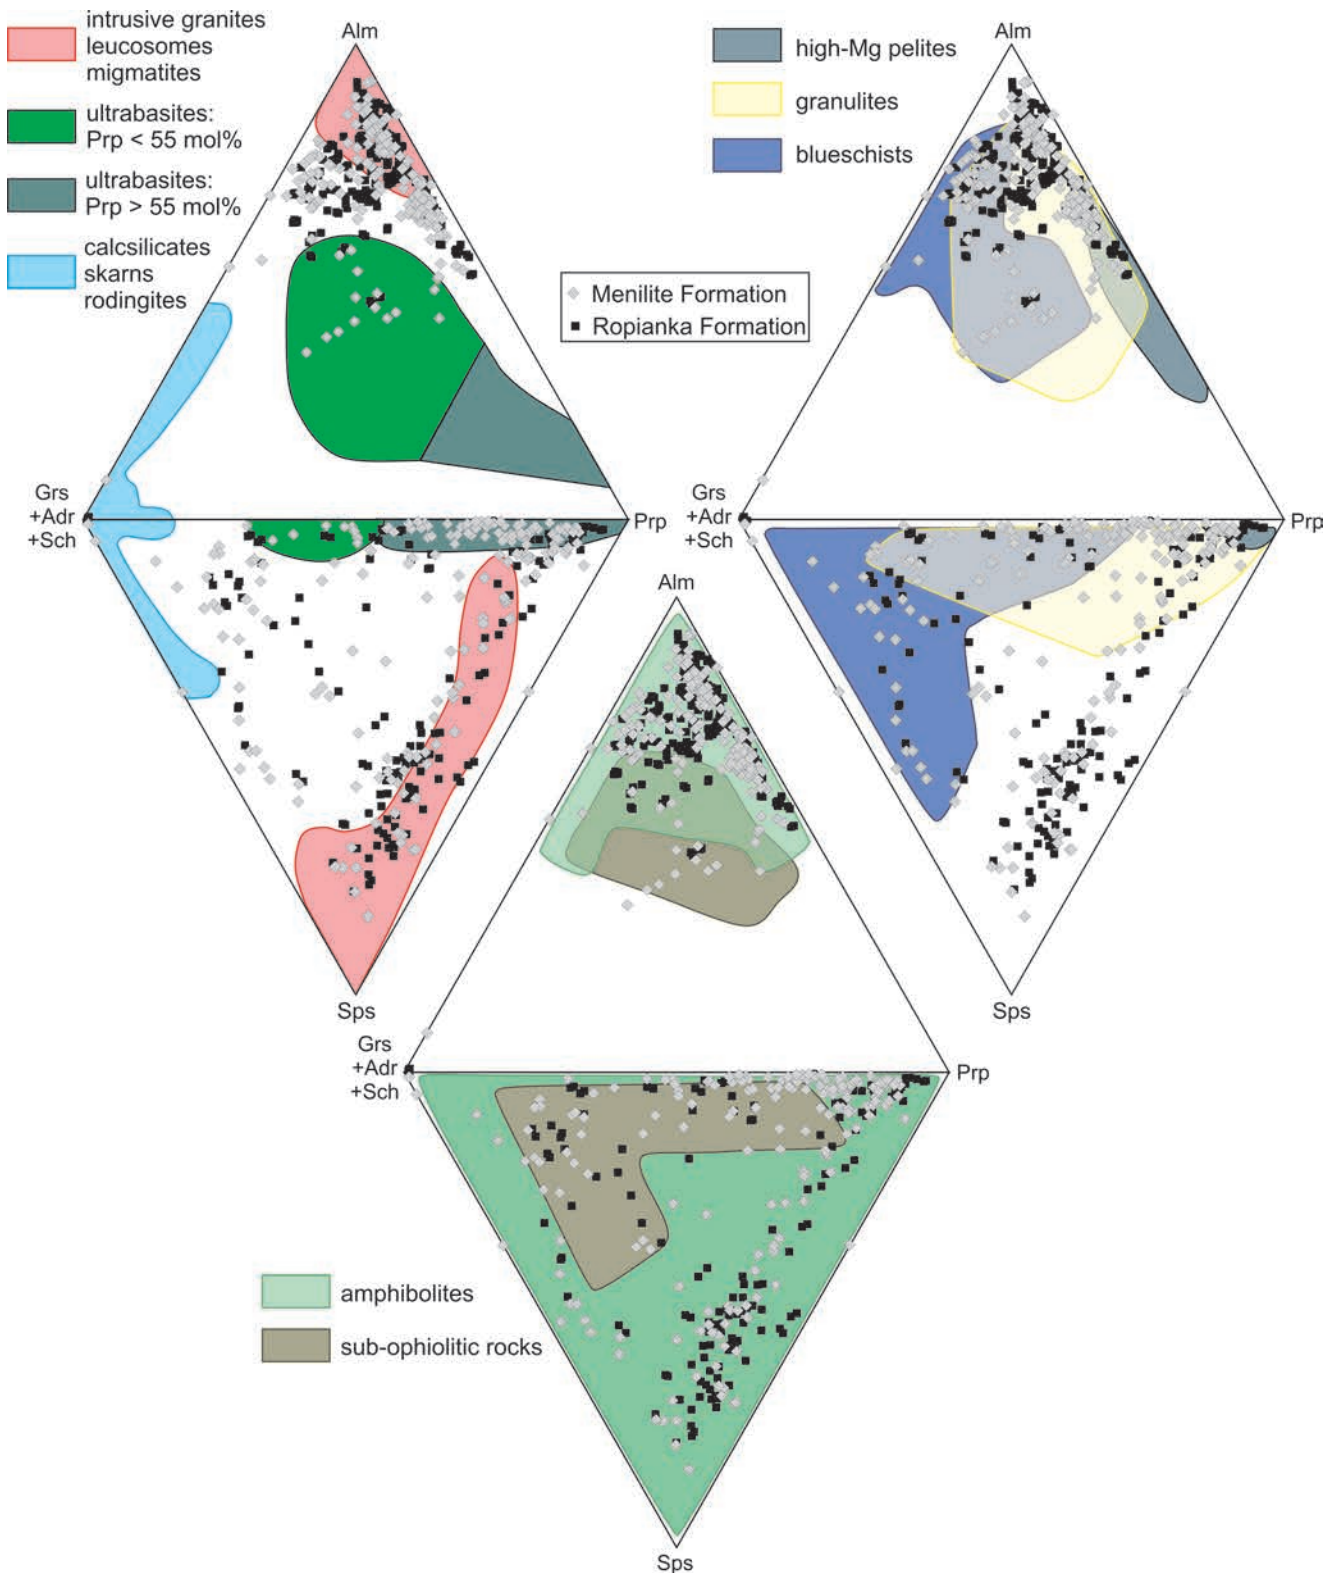 intrusive granites
leucosomes
migmatites
ultrabasites:
Prp < 55 mol%
ultrabasites:
Prp > 55 mol%
calcsilicates
skarns
rodingites
Alm
Grs
+Adr
+Sch
Prp
Sps
high-Mg pelites
granulites
blueschists
Alm
Grs
+Adr
+Sch
Prp
Sps
Menilite Formation
Ropianka Formation
Alm
Grs
+Adr
+Sch
Prp
Sps
amphibolites
sub-ophiolitic rocks